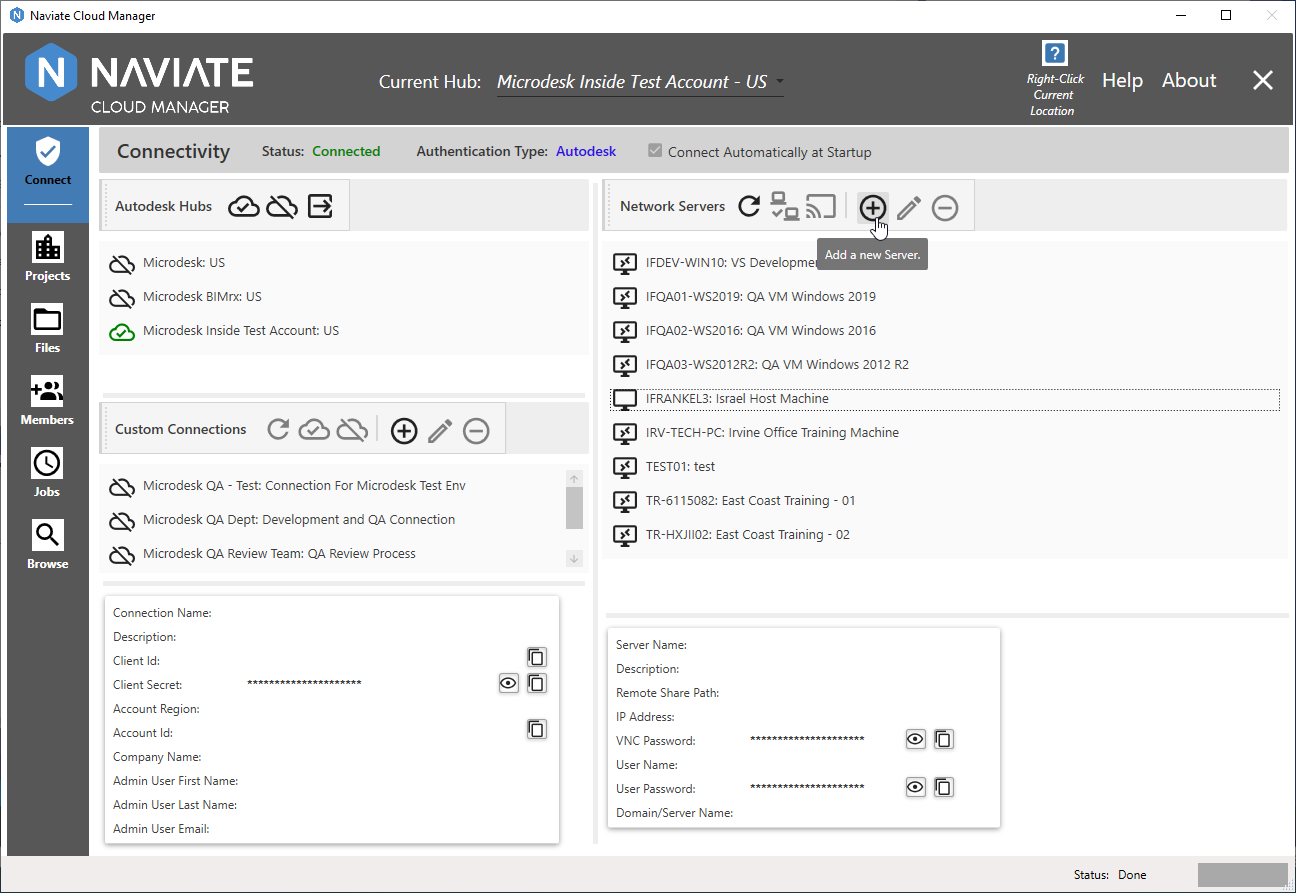 Naviate Cloud Manager
NAVIATE
CLOUD MANAGER
Current Hub: Microdesk Inside Test Account - US
?
Right-Click
Current
Location
Help
About
Connect
Projects
Files
Members
Jobs
Browse
Connectivity
Status: Connected
Authentication Type: Autodesk
Connect Automatically at Startup
Autodesk Hubs
Microdesk: US
Microdesk BIMrx: US
Microdesk Inside Test Account: US
Custom Connections
Microdesk QA - Test: Connection For Microdesk Test Env
Microdesk QA Dept: Development and QA Connection
Microdesk QA Review Team: QA Review Process
Connection Name:
Description:
Client Id:
Client Secret: *********************
Account Region:
Account Id:
Company Name:
Admin User First Name:
Admin User Last Name:
Admin User Email:
Network Servers
Add a new Server.
IFDEV-WIN10: VS Developme
IFQA01-WS2019: QA VM Windows 2019
IFQA02-WS2016: QA VM Windows 2016
IFQA03-WS2012R2: QA VM Windows 2012 R2
IFRANKEL3: Israel Host Machine
IRV-TECH-PC: Irvine Office Training Machine
TEST01: test
TR-6115082: East Coast Training - 01
TR-HXJII02: East Coast Training - 02
Server Name:
Description:
Remote Share Path:
IP Address:
VNC Password: *********************
User Name:
User Password: *********************
Domain/Server Name:
Status: Done